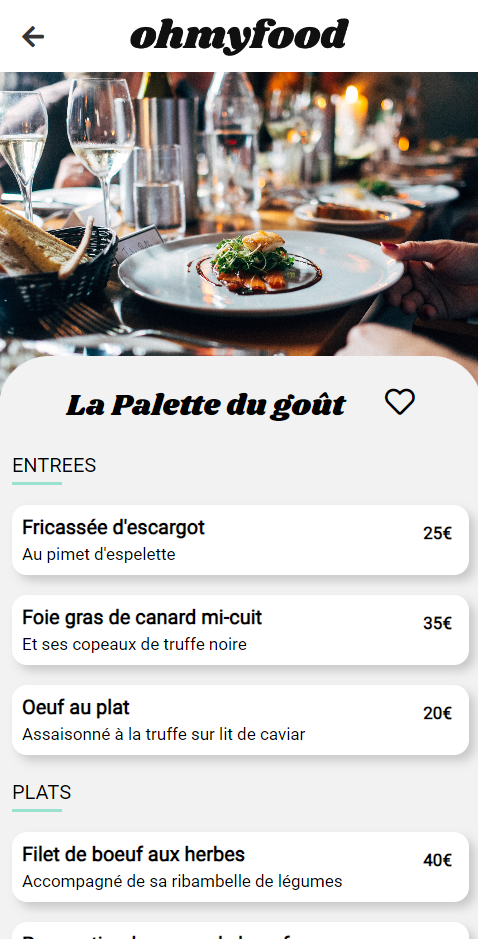 ohmyfood
La Palette du goût
ENTREES
Fricassée d'escargot
25€
Au pimet d'espelette
Foie gras de canard mi-cuit
35€
Et ses copeaux de truffe noire
Oeuf au plat
20€
Assaisonné à la truffe sur lit de caviar
PLATS
Filet de boeuf aux herbes
40€
Accompagné de sa ribambelle de légumes